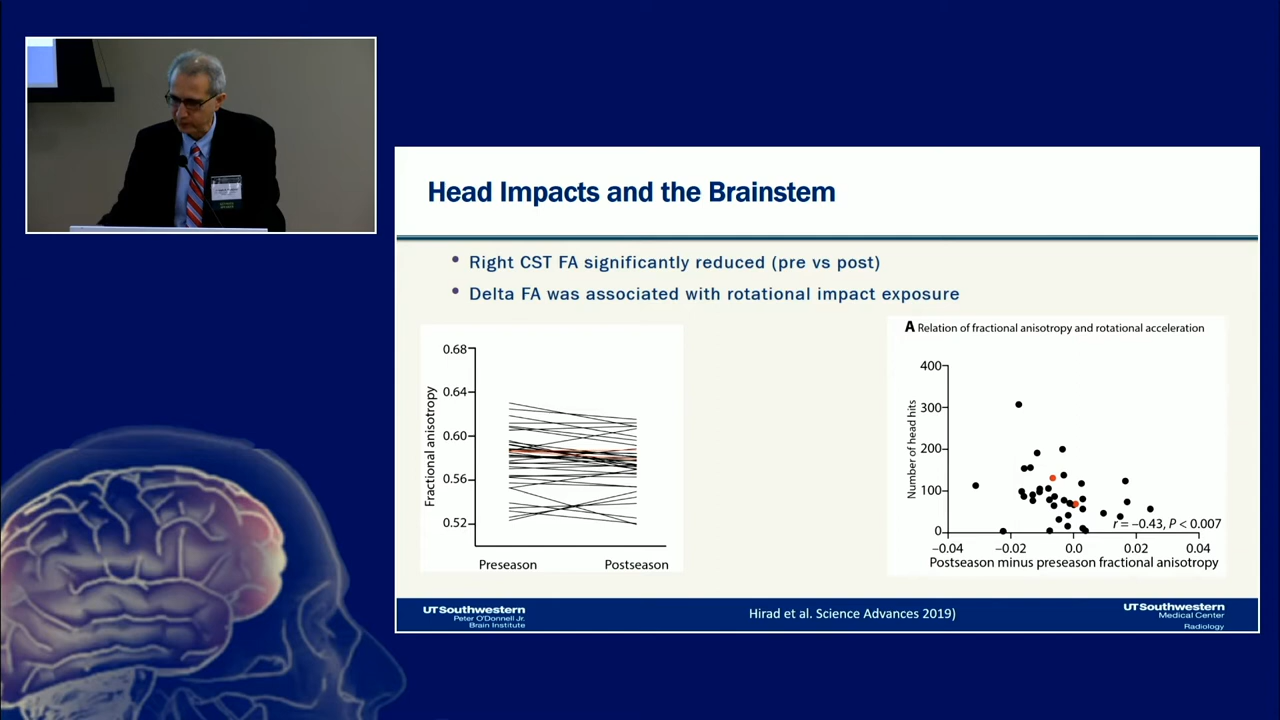 Head Impacts and the Brainstem
• Right CST FA significantly reduced (pre vs post)
• Delta FA was associated with rotational impact exposure
0.68
0.64
0.60
0.56
0.52
Fractional anisotropy
Preseason
Postseason
A Relation of fractional anisotropy and rotational acceleration
400
300
200
100
0
Number of head hits
r = –0.43, P < 0.007
–0.04
–0.02
0.0
0.02
0.04
Postseason minus preseason fractional anisotropy
UTSouthwestern
Peter O'Donnell Jr.
Brain Institute
Hirad et al. Science Advances 2019)
UTSouthwestern
Medical Center
Radiology